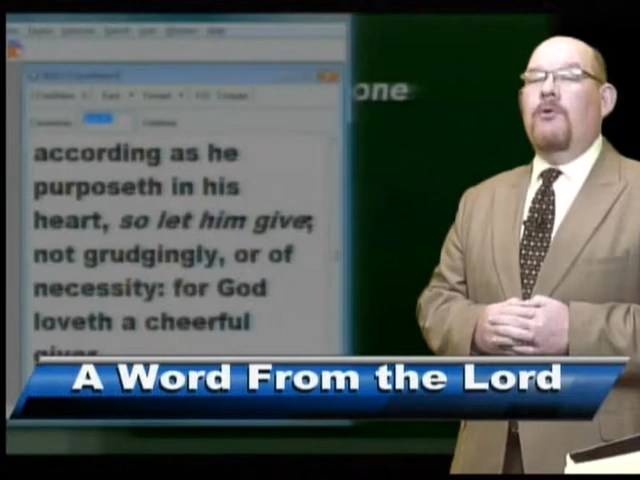 one
according as he
purposeth in his
heart, so let him give;
not grudgingly, or of
necessity: for God
loveth a cheerful
giver
A Word From the Lord